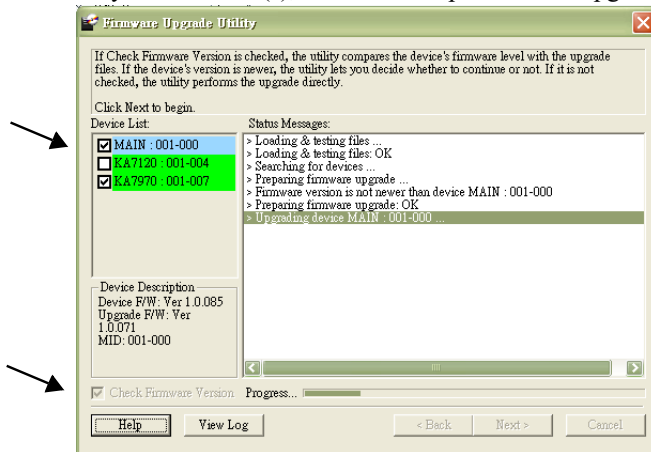 Firmware Upgrade Utility
If Check Firmware Version is checked, the utility compares the device's firmware level with the upgrade
files. If the device's version is newer, the utility lets you decide whether to continue or not. If it is not
checked, the utility performs the upgrade directly.
Click Next to begin.
Device List:
MAIN : 001-000
KA7120 : 001-004
KA7970 : 001-007
Status Messages:
> Loading & testing files ...
> Loading & testing files: OK
> Searching for devices ...
> Preparing firmware upgrade ...
> Firmware version is not newer than device MAIN : 001-000
> Preparing firmware upgrade: OK
> Upgrading device MAIN : 001-000 ...
Device Description
Device F/W: Ver 1.0.085
Upgrade F/W: Ver
1.0.071
MID: 001-000
Check Firmware Version
Progress...
Help
View Log
< Back
Next >
Cancel